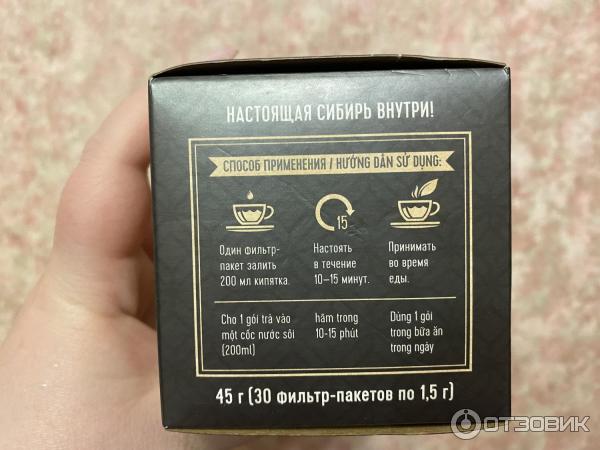 НАСТОЯЩАЯ СИБИРЬ ВНУТРИ!
СПОСОБ ПРИМЕНЕНИЯ / HƯỚNG DẪN SỬ DỤNG:
15
Один фильтр-
пакет залить
200 мл кипятка.
Настоять
в течение
10–15 минут.
Принимать
во время
еды.
Cho 1 gói trà vào
một cốc nước sôi
(200ml)
hãm trong
10-15 phút
Dùng 1 gói
trong bữa ăn
trong ngày
45 г (30 фильтр-пакетов по 1,5 г)
ОТЗОВИК